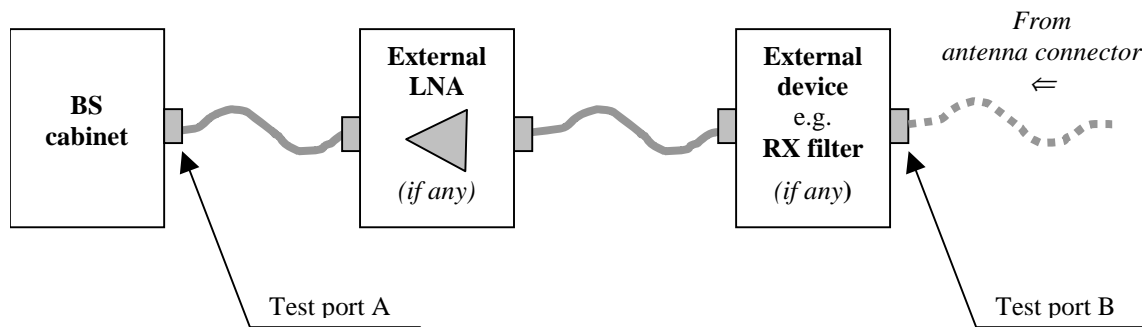 BS
cabinet
External
LNA
(if any)
External
device
e.g.
RX filter
(if any)
From
antenna connector
⇐
Test port A
Test port B